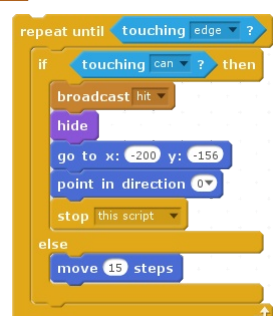 repeat until touching edge ?
if touching can ? then
broadcast hit
hide
go to x: -200 y: -156
point in direction 0
stop this script
else
move 15 steps